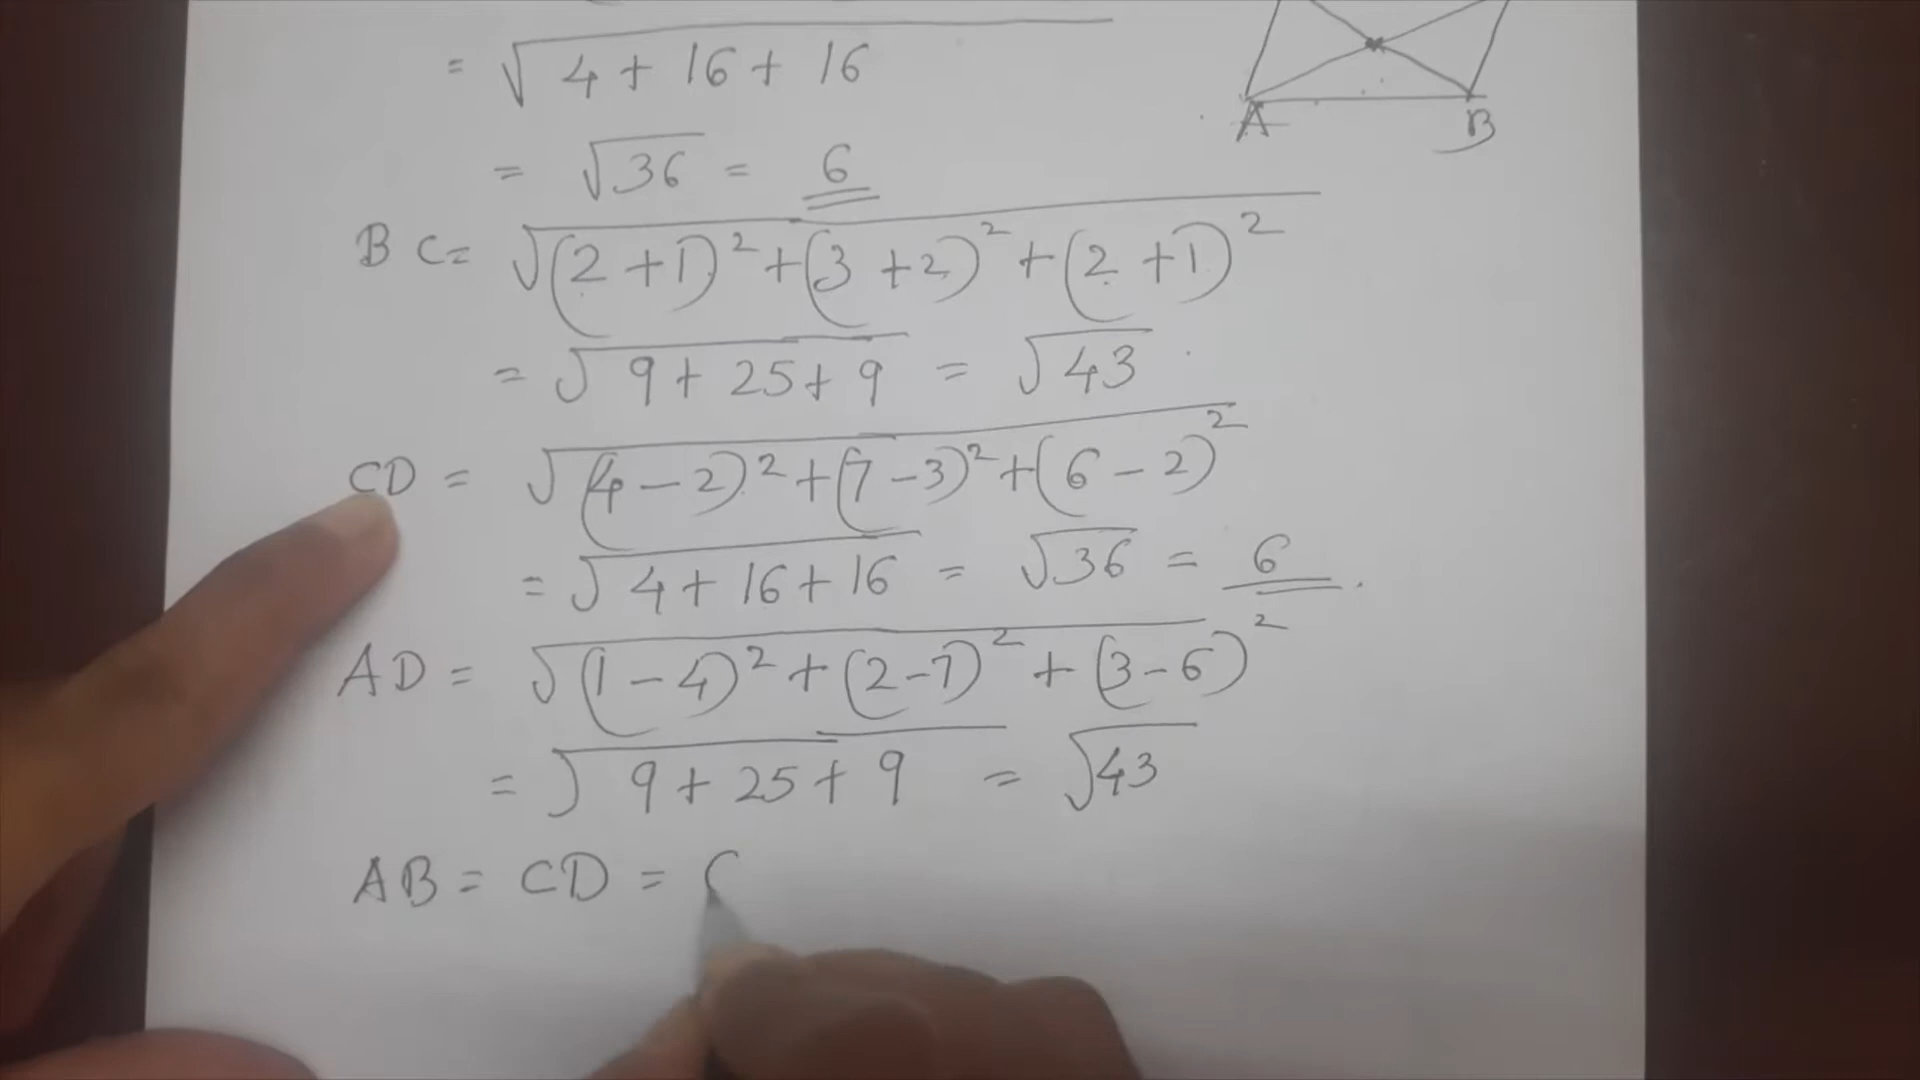 = √4 + 16 + 16
A B
= √36 = 6
BC = √(2+1)² + (3+2)² + (2+1)²
= √9 + 25 + 9 = √43
CD = √(4-2)² + (7-3)² + (6-2)²
= √4 + 16 + 16 = √36 = 6
AD = √(1-4)² + (2-7)² + (3-6)²
= √9 + 25 + 9 = √43
AB = CD =